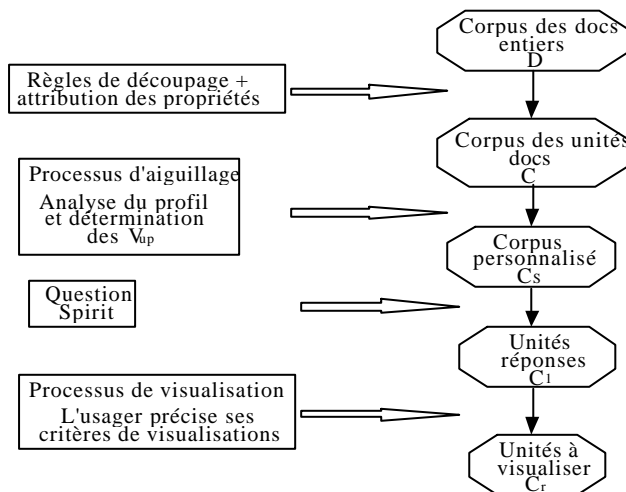 Corpus des docs
entiers
D
Règles de découpage +
attribution des propriétés
Corpus des unités
docs
C
Processus d'aiguillage
Analyse du profil
et détermination
des Vup
Corpus
personnalisé
Cs
Question
Spirit
Unités
réponses
C1
Processus de visualisation
L'usager précise ses
critères de visualisations
Unités à
visualiser
Cr